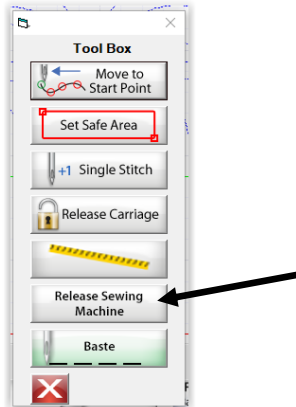 Tool Box
Move to
Start Point
Set Safe Area
+1 Single Stitch
Release Carriage
Release Sewing
Machine
Baste